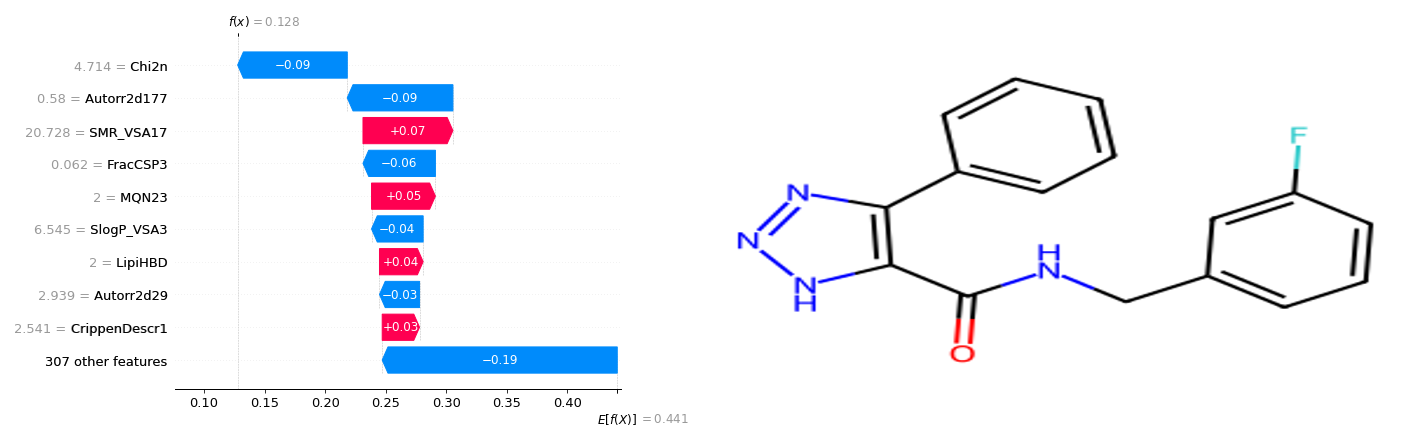 f(x) = 0.128
4.714 = Chi2n
−0.09
0.58 = Autorr2d177
−0.09
20.728 = SMR_VSA17
+0.07
0.062 = FracCSP3
−0.06
2 = MQN23
+0.05
6.545 = SlogP_VSA3
−0.04
2 = LipiHBD
+0.04
2.939 = Autorr2d29
−0.03
2.541 = CrippenDescr1
+0.03
307 other features
−0.19
0.10 0.15 0.20 0.25 0.30 0.35 0.40
E[f(X)] = 0.441
F
N
N
N
H
H
N
O